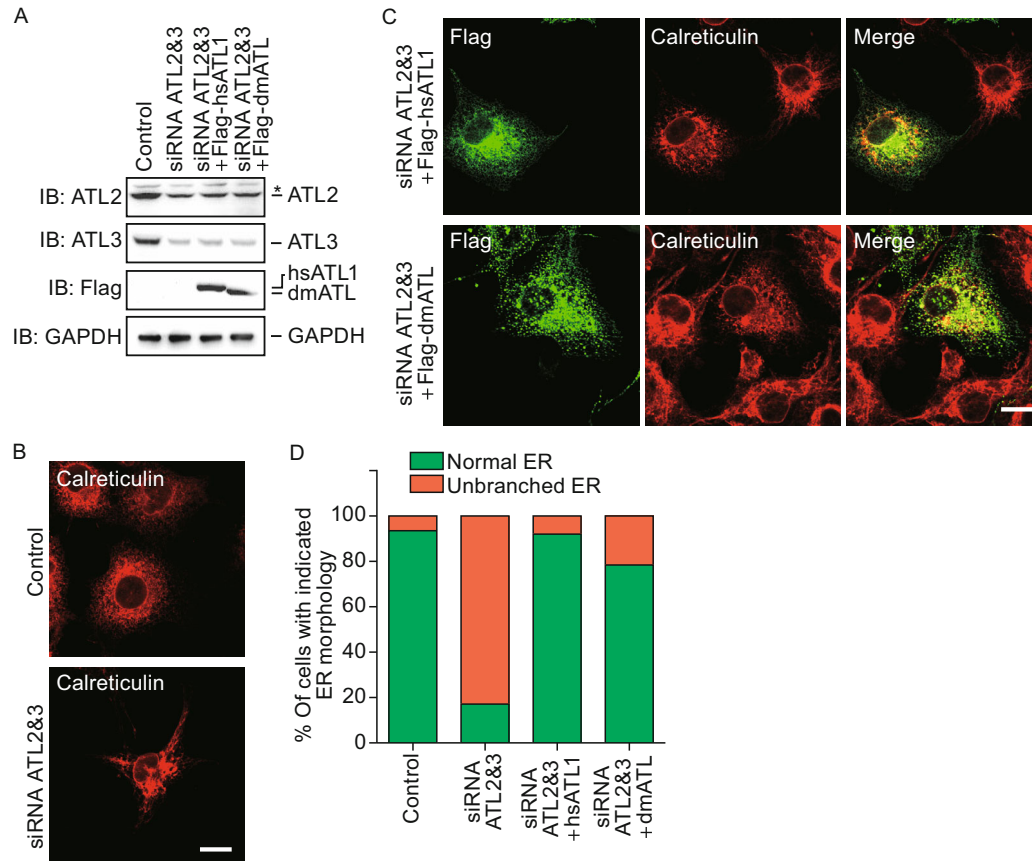 A
Control
siRNA ATL2&3
siRNA ATL2&3
+Flag-hsATL1
siRNA ATL2&3
+Flag-dmATL
IB: ATL2
*
ATL2
IB: ATL3
ATL3
IB: Flag
hsATL1
dmATL
IB: GAPDH
GAPDH
B
Control
Calreticulin
siRNA ATL2&3
Calreticulin
C
siRNA ATL2&3
+Flag-hsATL1
Flag
Calreticulin
Merge
siRNA ATL2&3
+Flag-dmATL
Flag
Calreticulin
Merge
D
Normal ER
Unbranched ER
% Of cells with indicated
ER morphology
100
80
60
40
20
0
Control
siRNA
ATL2&3
siRNA
ATL2&3
+hsATL1
siRNA
ATL2&3
+dmATL